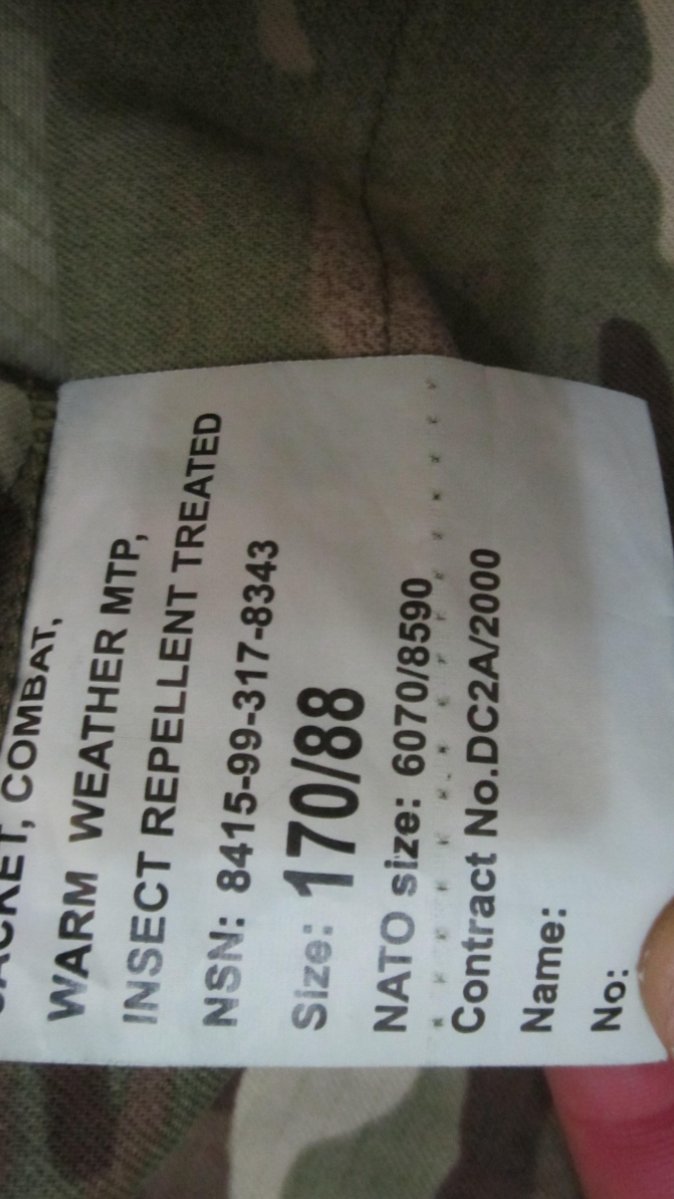 JACKET, COMBAT,
WARM WEATHER MTP,
INSECT REPELLENT TREATED
NSN: 8415-99-317-8343
Size: 170/88
NATO size: 6070/8590
Contract No.DC2A/2000
Name:
No: